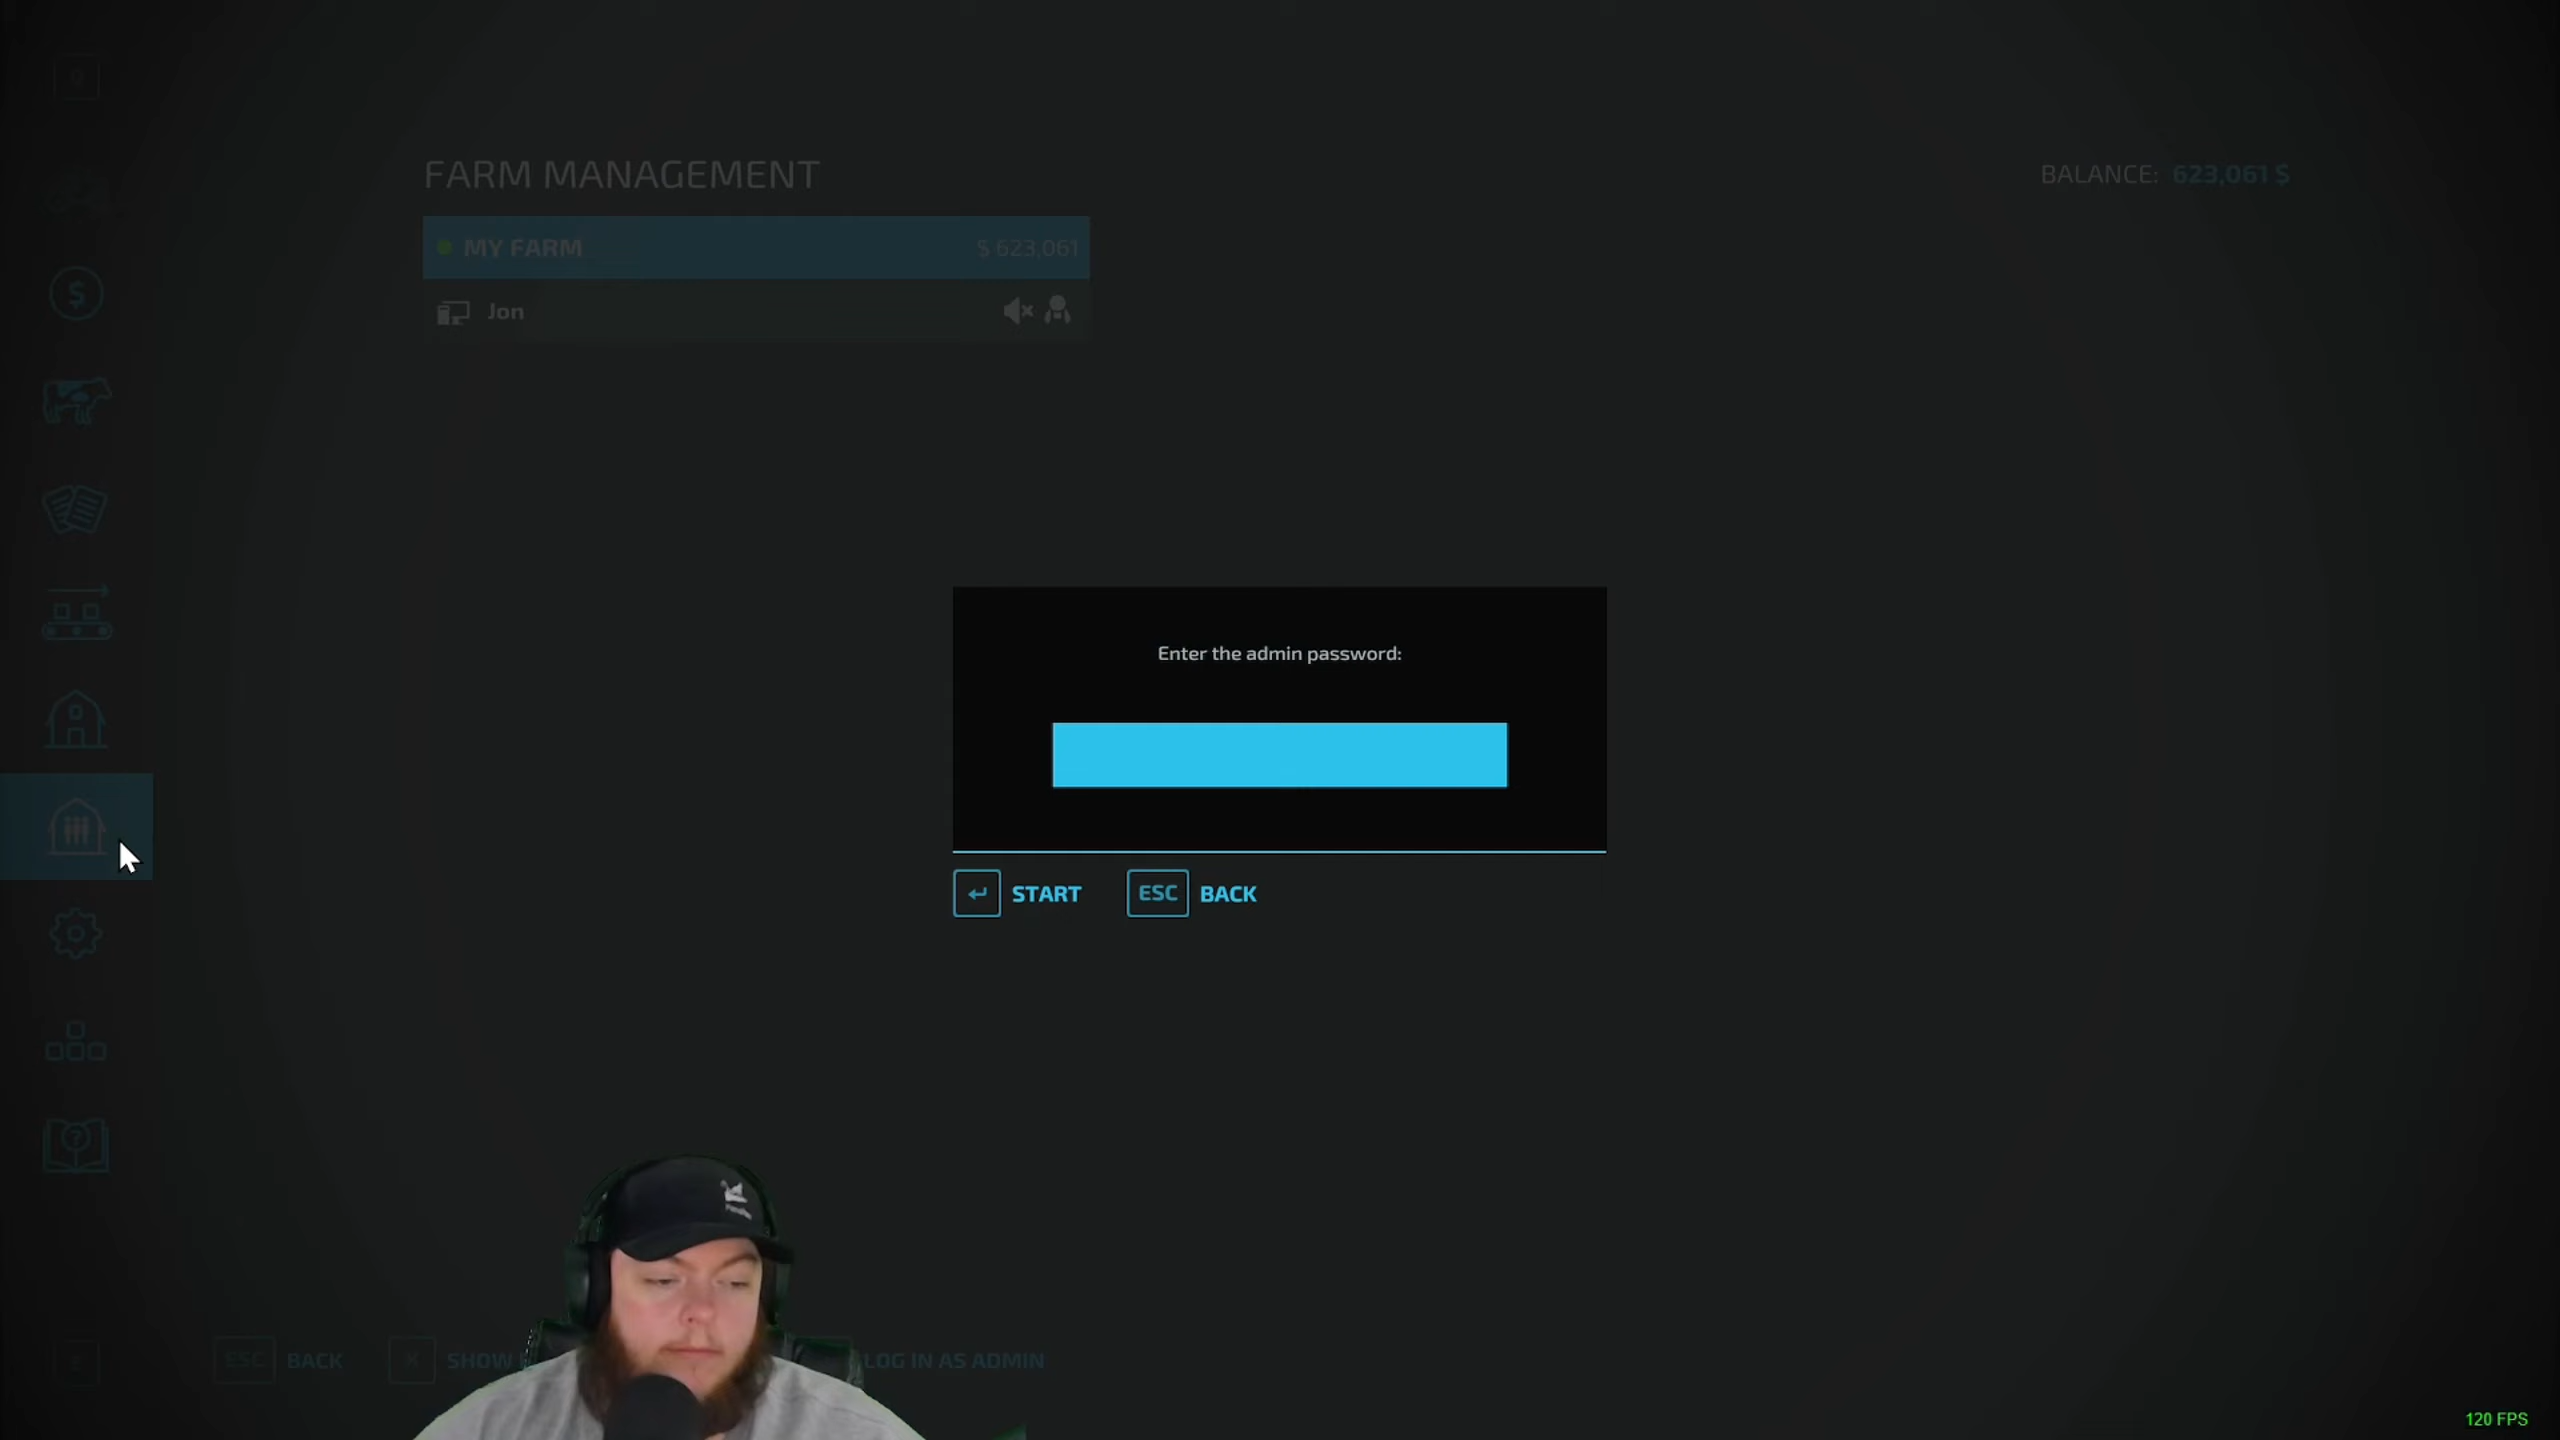 Q
FARM MANAGEMENT
BALANCE: 623,061 $
MY FARM $ 623,061
Jon
$
Enter the admin password:
START ESC BACK
ESC BACK X SHOW LOG IN AS ADMIN
E
120 FPS